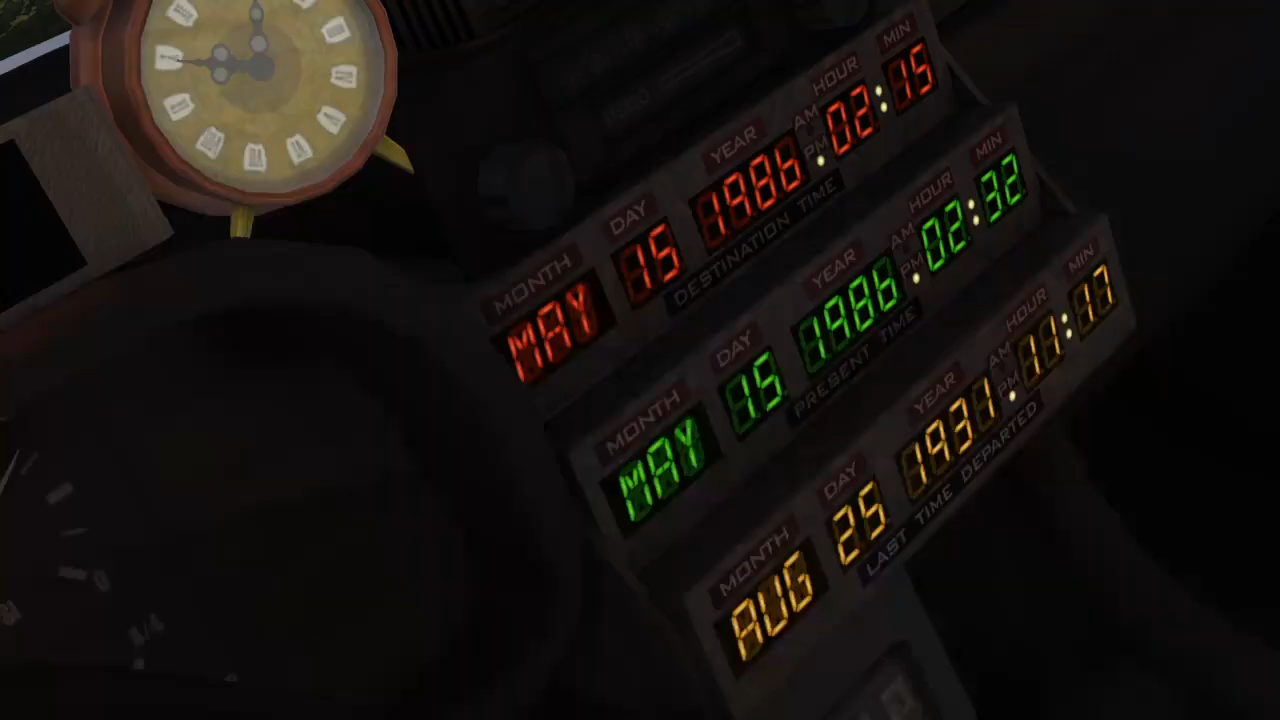 MONTH DAY YEAR AM PM HOUR MIN
MAY 15 1986 02:15
DESTINATION TIME
MONTH DAY YEAR AM PM HOUR MIN
MAY 15 1986 02:32
PRESENT TIME
MONTH DAY YEAR AM PM HOUR MIN
AUG 25 1931 11:17
LAST TIME DEPARTED